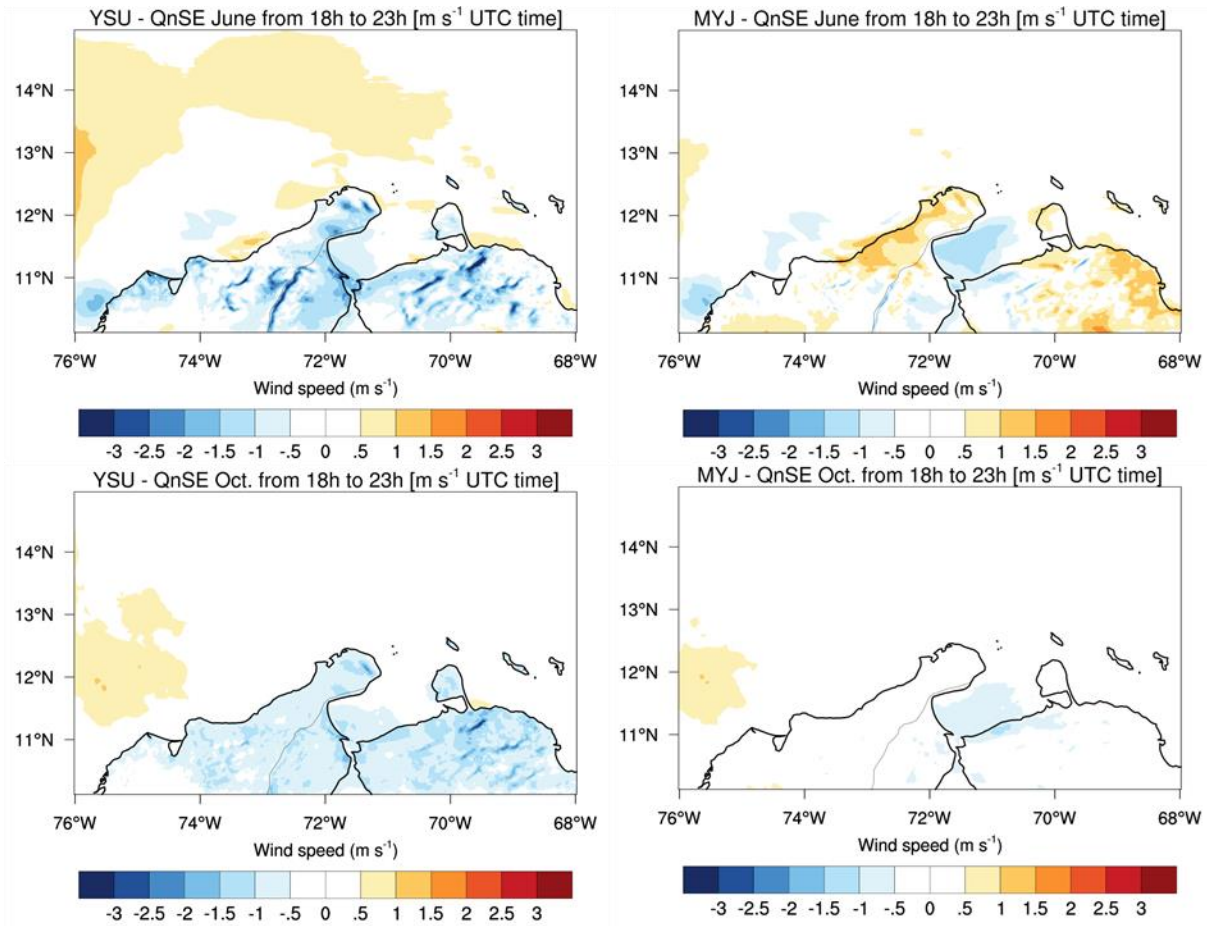 YSU - QnSE June from 18h to 23h [m s-1 UTC time]
14°N
13°N
12°N
11°N
76°W 74°W 72°W 70°W 68°W
Wind speed (m s-1)
-3 -2.5 -2 -1.5 -1 -.5 0 .5 1 1.5 2 2.5 3
MYJ - QnSE June from 18h to 23h [m s-1 UTC time]
14°N
13°N
12°N
11°N
76°W 74°W 72°W 70°W 68°W
Wind speed (m s-1)
-3 -2.5 -2 -1.5 -1 -.5 0 .5 1 1.5 2 2.5 3
YSU - QnSE Oct. from 18h to 23h [m s-1 UTC time]
14°N
13°N
12°N
11°N
76°W 74°W 72°W 70°W 68°W
Wind speed (m s-1)
-3 -2.5 -2 -1.5 -1 -.5 0 .5 1 1.5 2 2.5 3
MYJ - QnSE Oct. from 18h to 23h [m s-1 UTC time]
14°N
13°N
12°N
11°N
76°W 74°W 72°W 70°W 68°W
Wind speed (m s-1)
-3 -2.5 -2 -1.5 -1 -.5 0 .5 1 1.5 2 2.5 3